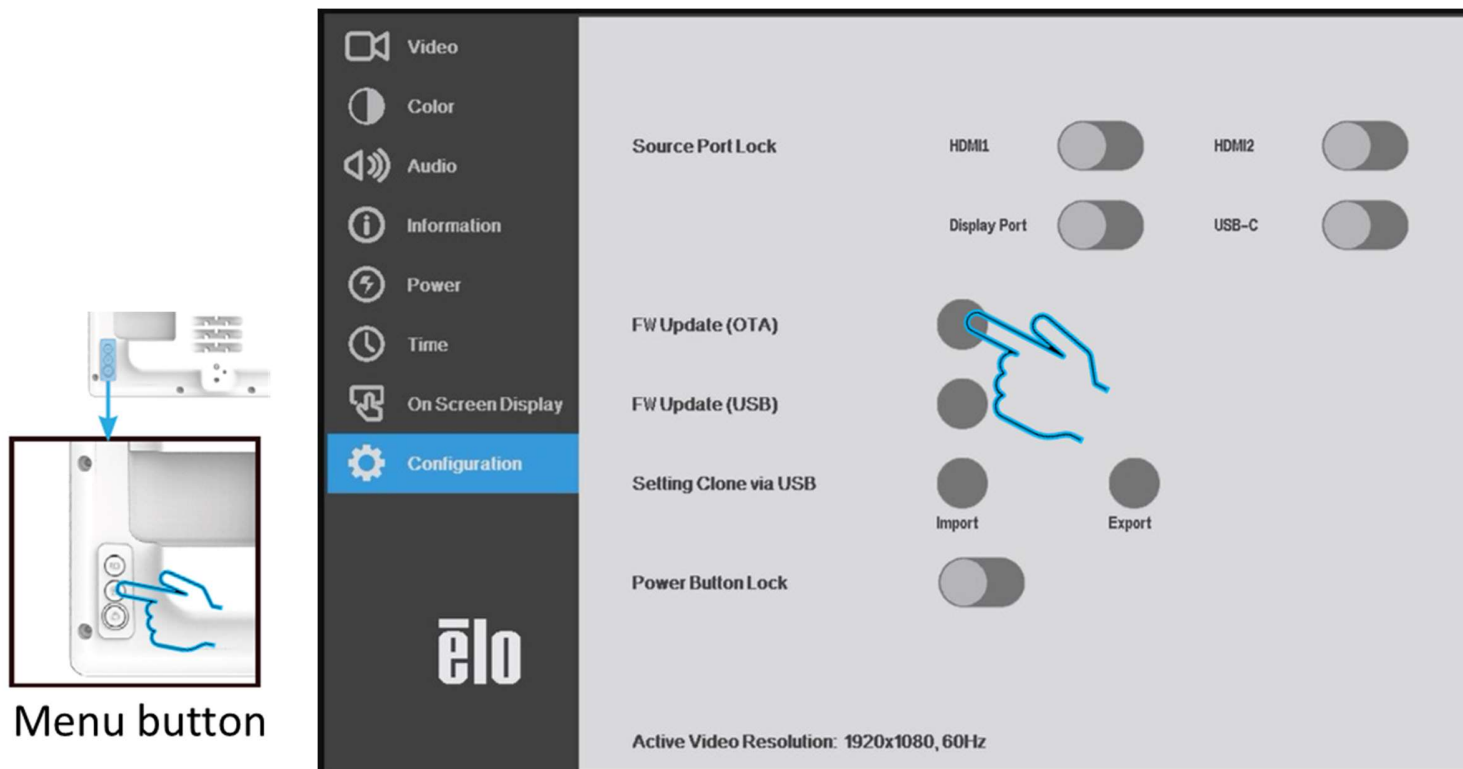 Video
Color
Audio
Information
Power
Time
On Screen Display
Configuration
ēlo
Source Port Lock
HDMI1
HDMI2
Display Port
USB-C
FW Update (OTA)
FW Update (USB)
Setting Clone via USB
Import
Export
Power Button Lock
Active Video Resolution: 1920x1080, 60Hz
Menu button